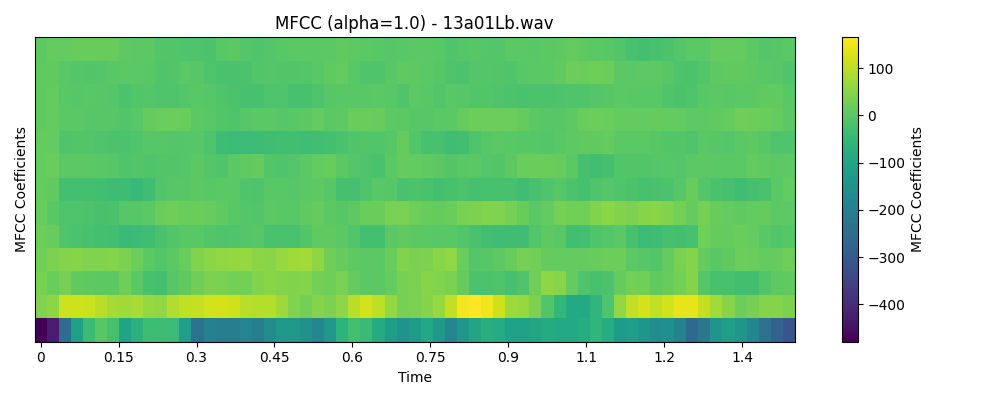 MFCC (alpha=1.0) - 13a01Lb.wav
MFCC Coefficients
0 0.15 0.3 0.45 0.6 0.75 0.9 1.1 1.2 1.4
Time
100
0
−100
−200
−300
−400
MFCC Coefficients